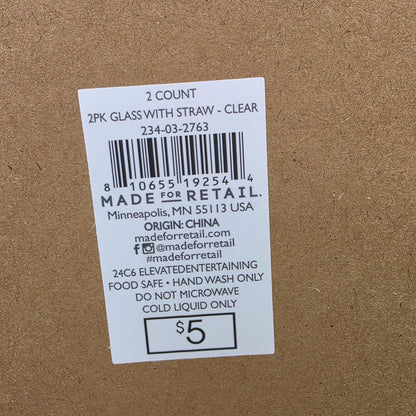 2 COUNT
2PK GLASS WITH STRAW - CLEAR
234-03-2763
8 10655 19254 4
MADE FOR RETAIL.
Minneapolis, MN 55113 USA
ORIGIN: CHINA
madeforretail.com
f @madeforretail
#madeforretail
24C6 ELEVATEDENTERTAINING
FOOD SAFE • HAND WASH ONLY
DO NOT MICROWAVE
COLD LIQUID ONLY
$5